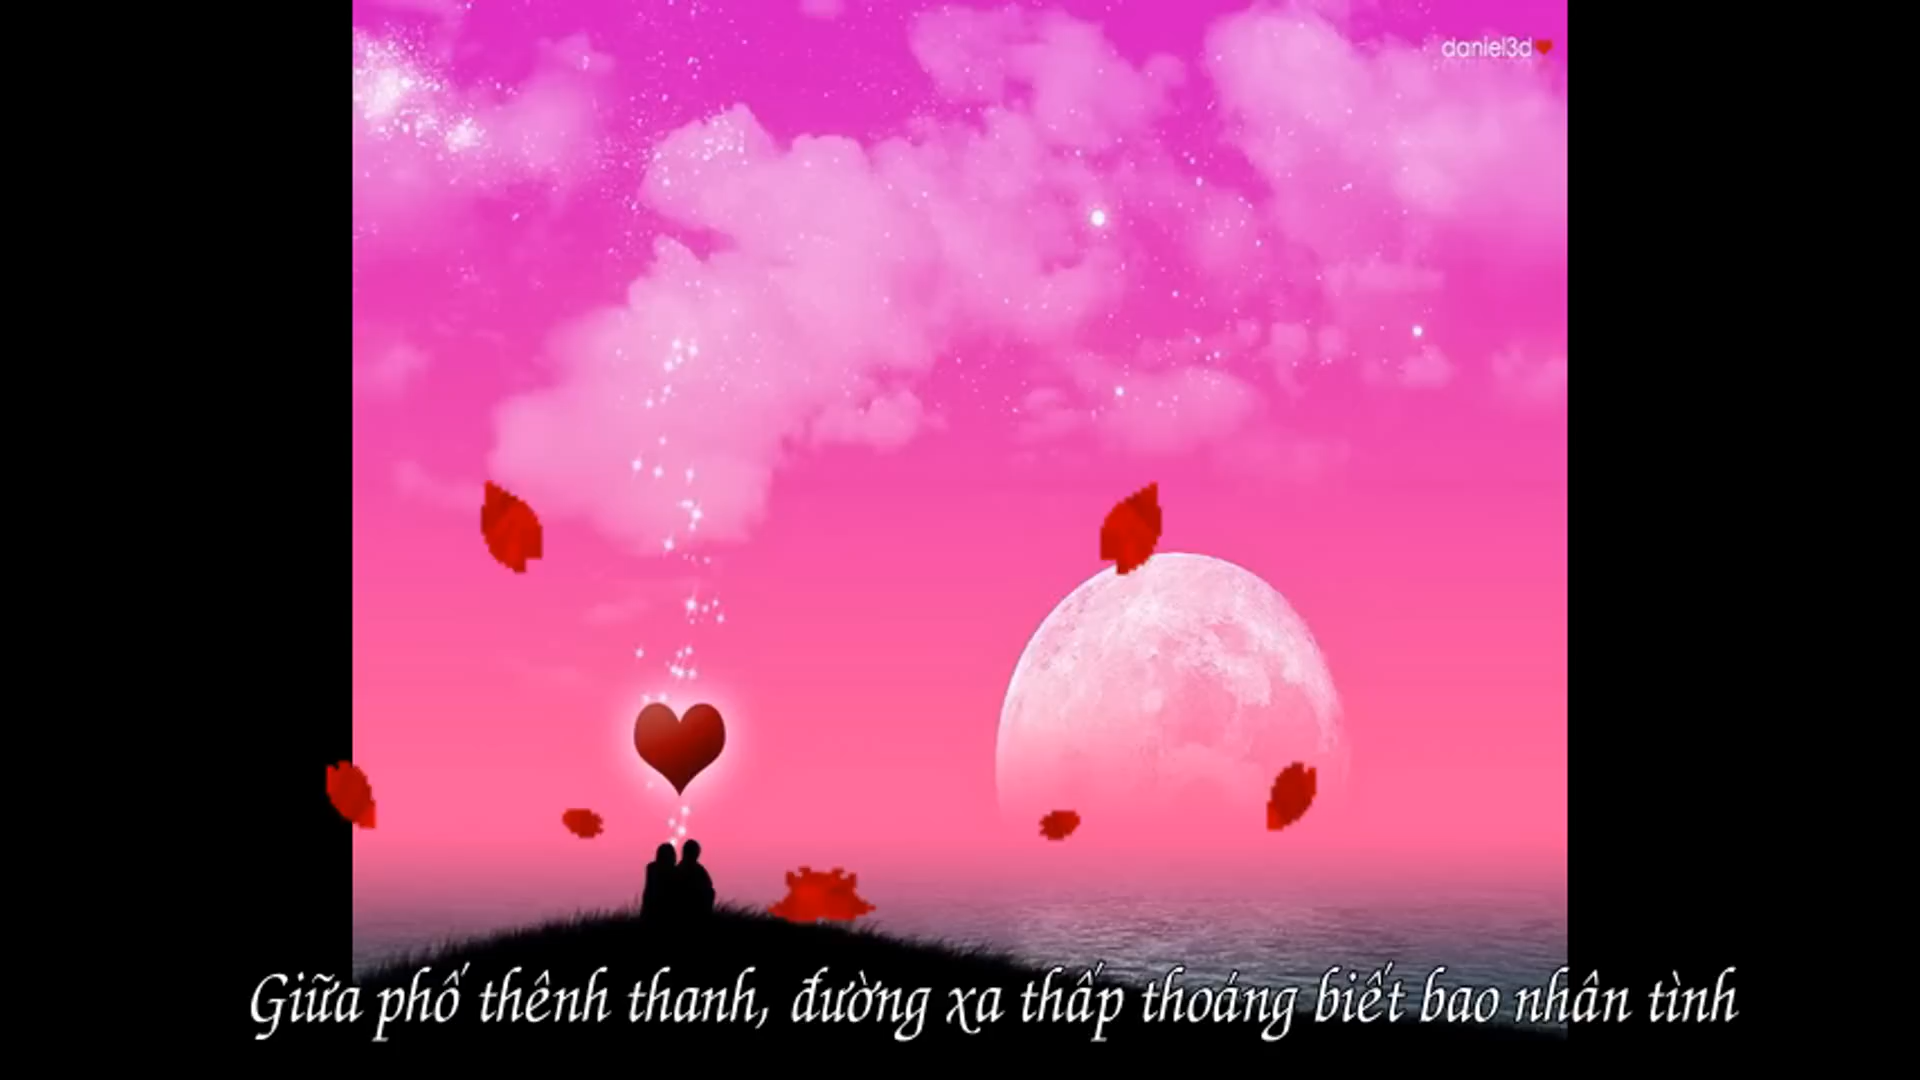 daniel3d
Giữa phố thênh thanh, đường xa thấp thoáng biết bao nhân tình